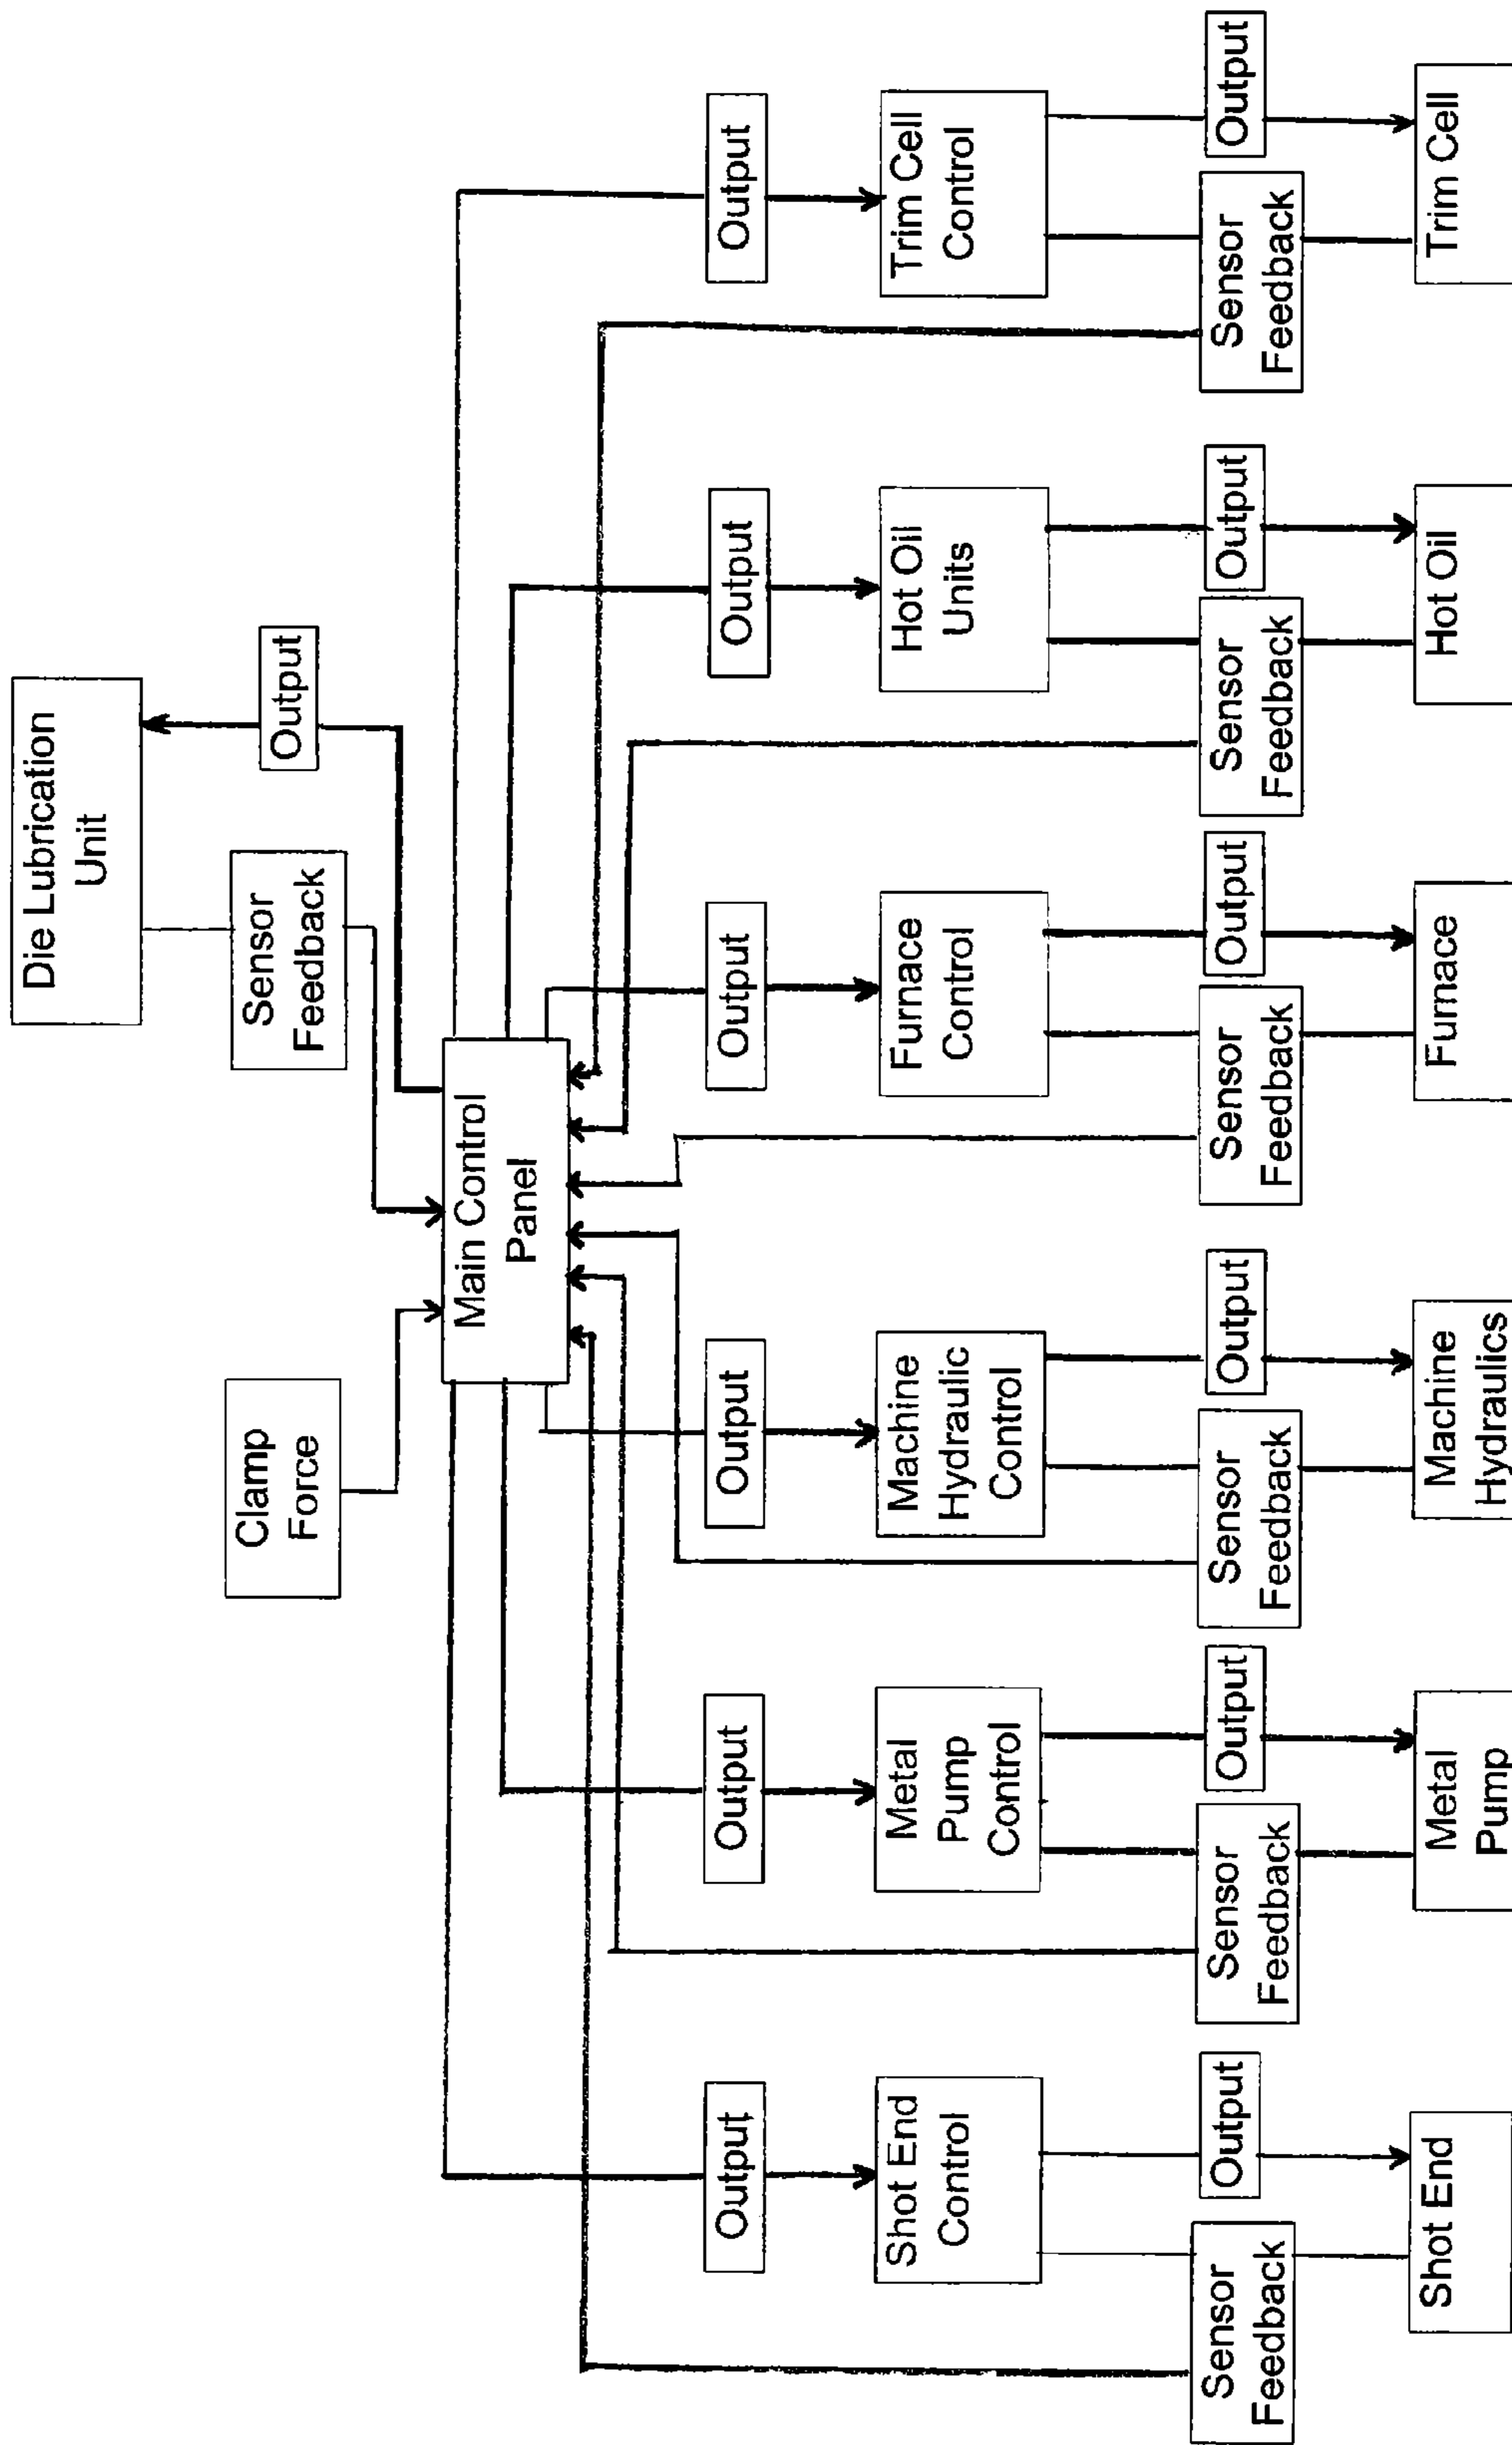 Die Lubrication
Unit
Clamp
Force
Sensor
Feedback
Output
Main Control
Panel
Output
Output
Output
Output
Output
Output
Shot End
Control
Metal
Pump
Control
Machine
Hydraulic
Control
Furnace
Control
Hot Oil
Units
Trim Cell
Control
Sensor
Feedback
Output
Sensor
Feedback
Output
Sensor
Feedback
Output
Sensor
Feedback
Output
Sensor
Feedback
Output
Sensor
Feedback
Output
Shot End
Metal
Pump
Machine
Hydraulics
Furnace
Hot Oil
Trim Cell